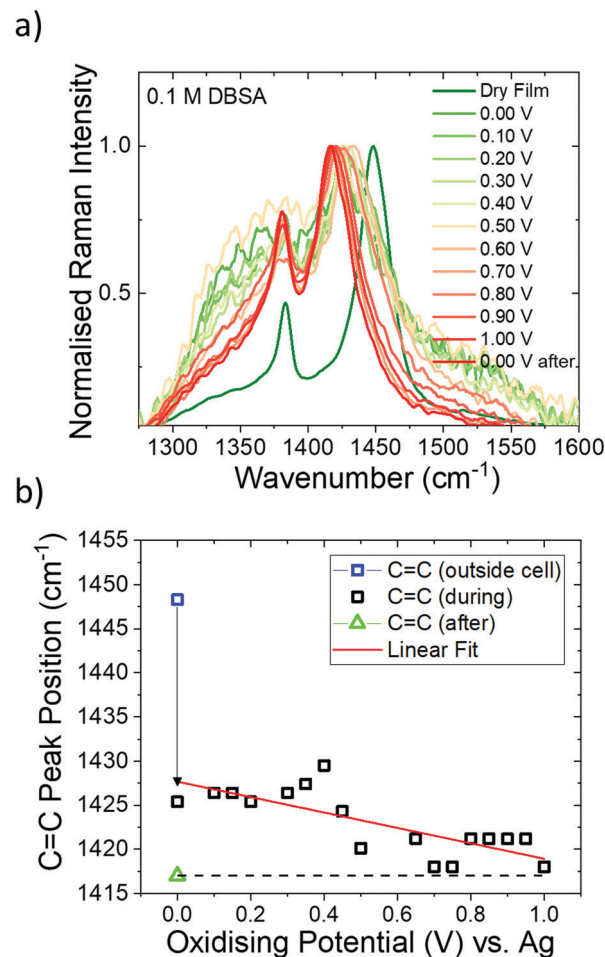 a)
0.1 M DBSA
Dry Film
0.00 V
0.10 V
0.20 V
0.30 V
0.40 V
0.50 V
0.60 V
0.70 V
0.80 V
0.90 V
1.00 V
0.00 V after
Normalised Raman Intensity
1.0
0.5
1300 1350 1400 1450 1500 1550 1600
Wavenumber (cm⁻¹)
b)
C=C Peak Position (cm⁻¹)
1455
1450
1445
1440
1435
1430
1425
1420
1415
C=C (outside cell)
C=C (during)
C=C (after)
Linear Fit
0.0 0.2 0.4 0.6 0.8 1.0
Oxidising Potential (V) vs. Ag